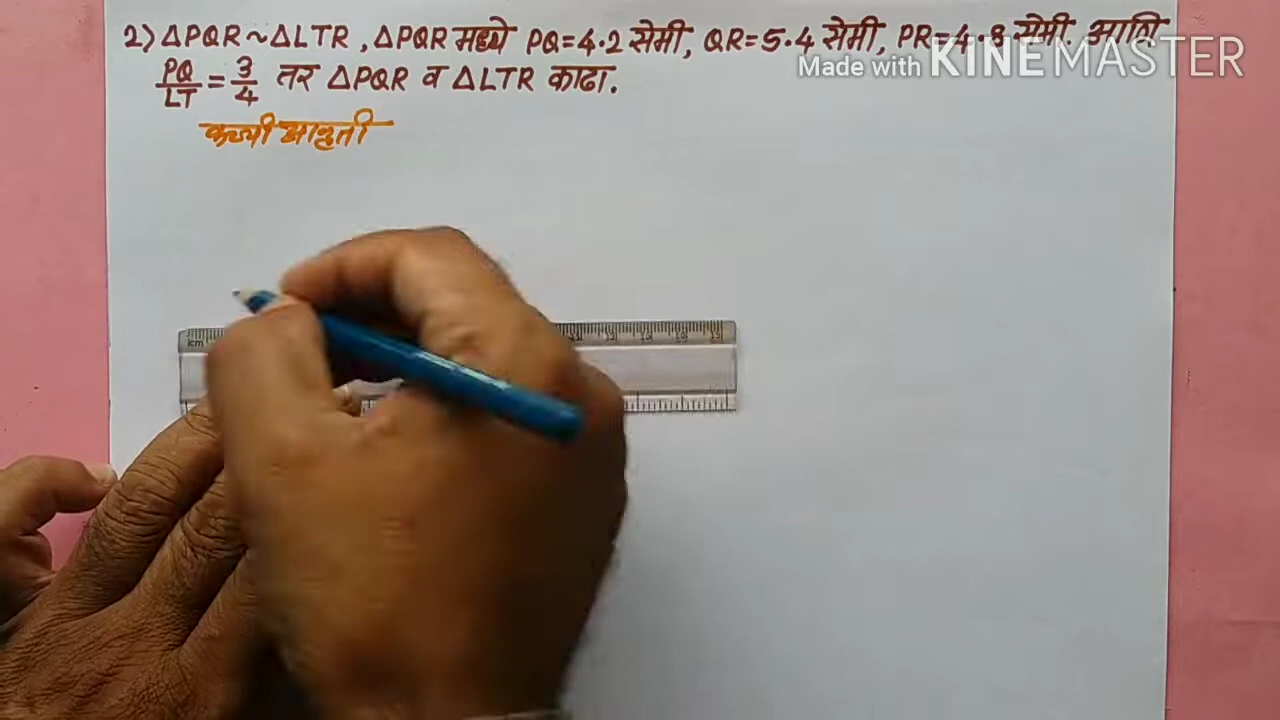 2) ΔPQR ~ ΔLTR, ΔPQR मध्ये PQ=4.2 सेमी, QR=5.4 सेमी, PR=4.8 सेमी. आणि
Made with KINEMASTER
PQ/LT = 3/4 तर ΔPQR व ΔLTR काढा.
कच्ची आकृती
cm